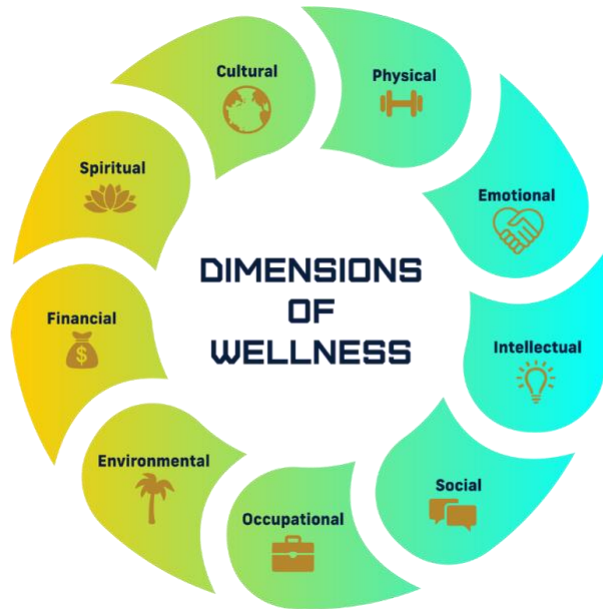 DIMENSIONS
OF
WELLNESS
Physical
Emotional
Intellectual
Social
Occupational
Environmental
Financial
$
Spiritual
Cultural